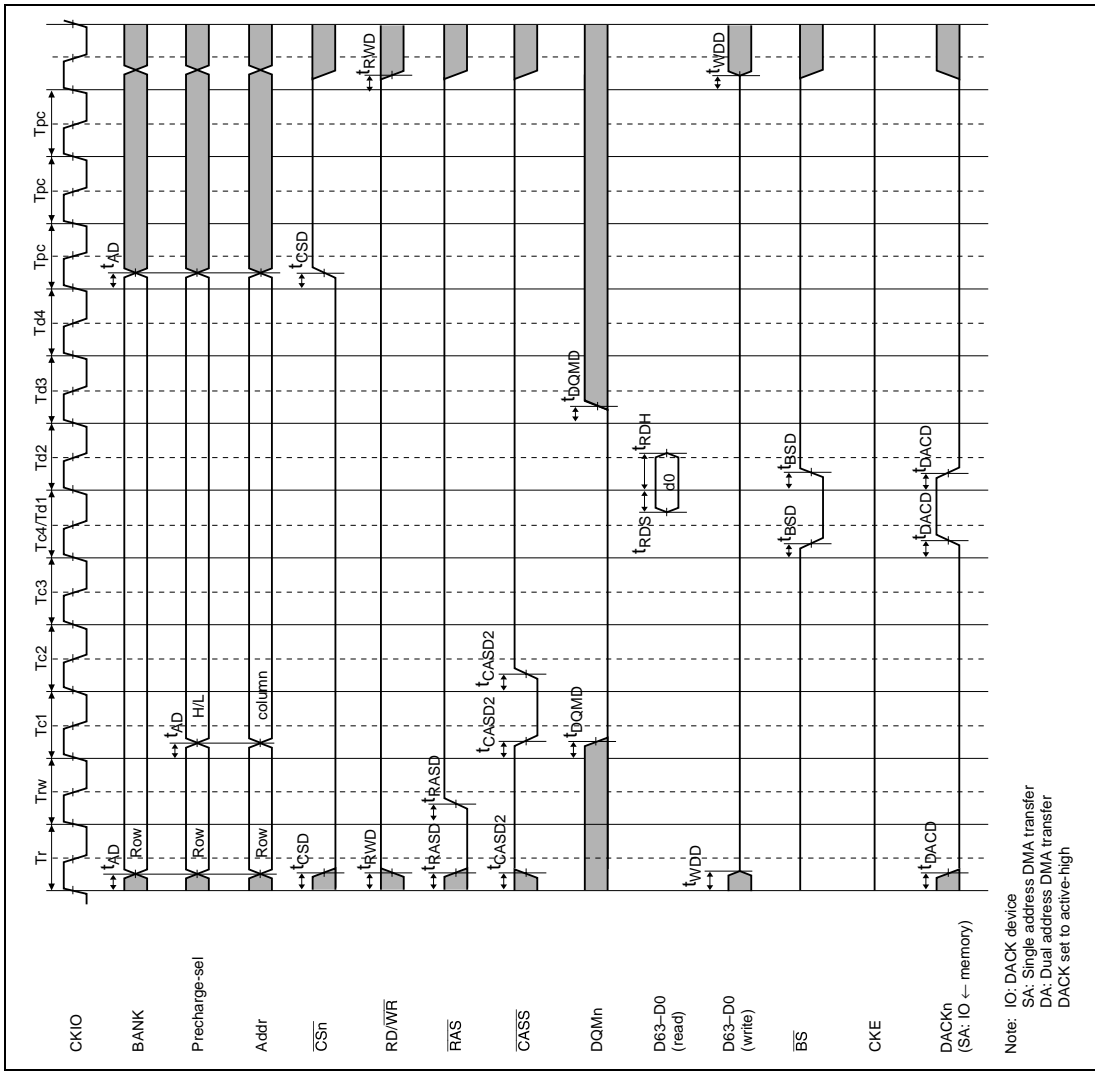 Tr Trw Tc1 Tc2 Tc3 Tc4/Td1 Td2 Td3 Td4 Tpc Tpc Tpc
CKIO
BANK tAD Row tAD
Precharge-sel Row tAD H/L
Addr Row column
CSn tCSD tCSD
RD/WR tRWD tRWD
RAS tRASD tRASD
CASS tCASD2 tCASD2 tCASD2
DQMn tDQMD tDQMD
D63–D0
(read) tRDS d0 tRDH
D63–D0
(write) tWDD tWDD
BS tBSD tBSD
CKE
DACKn
(SA: IO ← memory) tDACD tDACD tDACD
Note: IO: DACK device
SA: Single address DMA transfer
DA: Dual address DMA transfer
DACK set to active-high